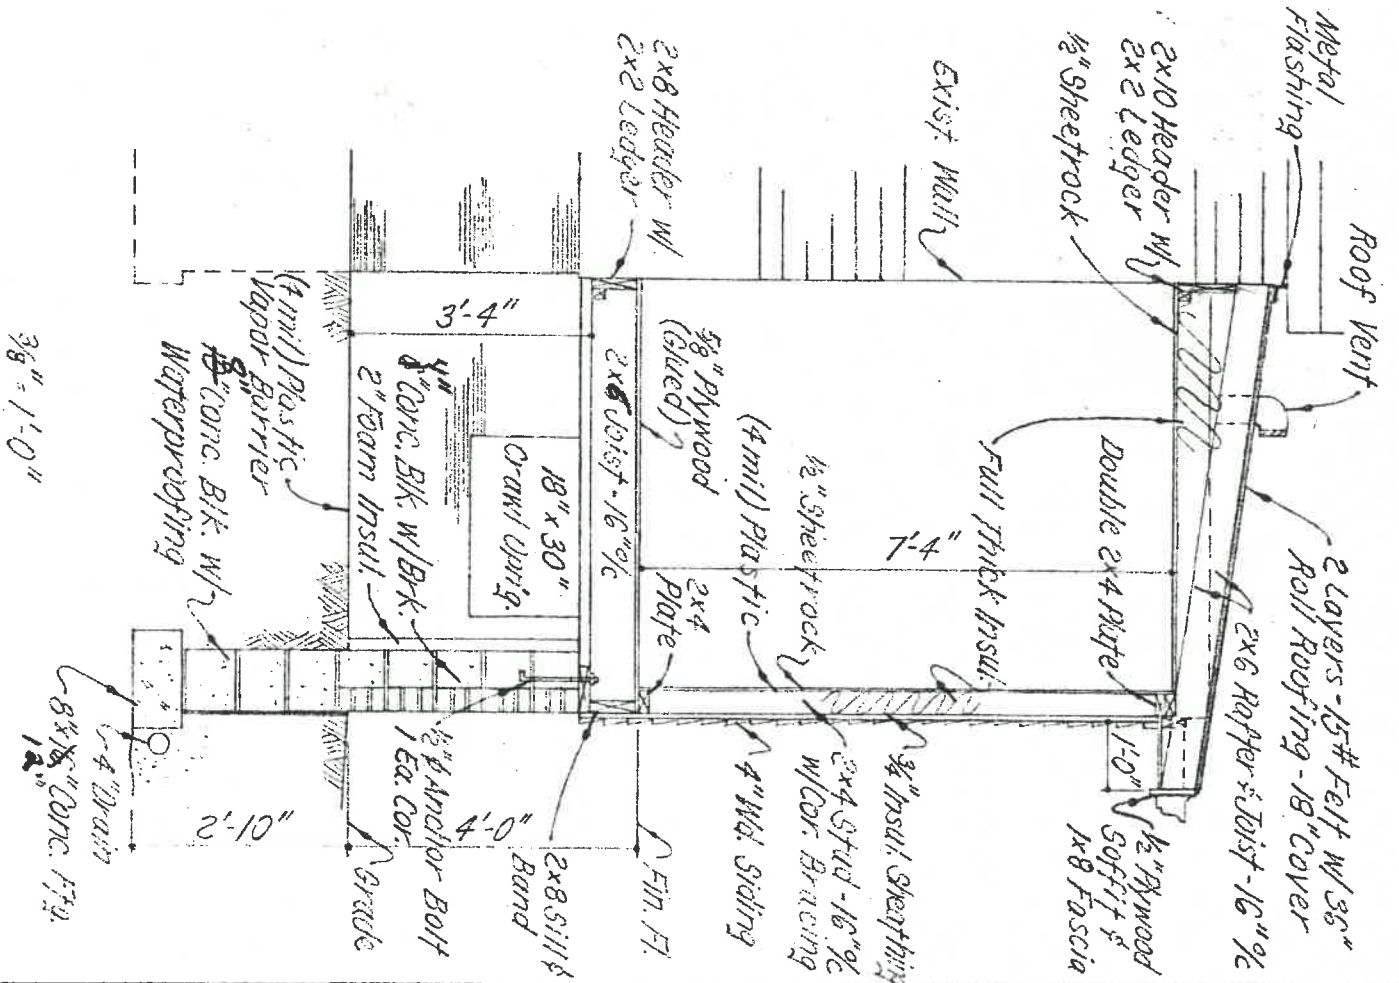 Metal
Flashing
Roof Vent
2x10 Header W/
2x2 Ledger
½" Sheetrock
Exist. Wall
2x8 Header W.
2x2 Ledger
2 Layers - 15# Felt W/ 36"
Roll Roofing - 18" Cover
2x6 Rafter & Joist - 16" o/c
½" Plywood
Soffit &
1x8 Fascia
1'-0"
Double 2x4 Plate
Full Thick Insul.
7'-4"
¾" Insul. Sheathing
2x4 Stud - 16" o/c
W/Cor. Bracing
4" Wd. Siding
½" Sheetrock
(4 mil) Plastic
5/8" Plywood
(Glued)
2x4
Plate
Fin. Fl.
2x6 Joist - 16" o/c
2x8 Sill &
Band
18" x 30"
Crawl Opn'g.
3'-4"
4"
Conc. Blk. W/Brk.
2" Foam Insul.
½"ø Anchor Bolt
1 Ea. Cor.
4'-0"
Grade
(4 mil) Plastic
Vapor Barrier
8"
" Conc. Blk. W/
Waterproofing
2'-10"
4" Drain
8"x " Conc. Ftg.
12"
3/8" = 1'-0"